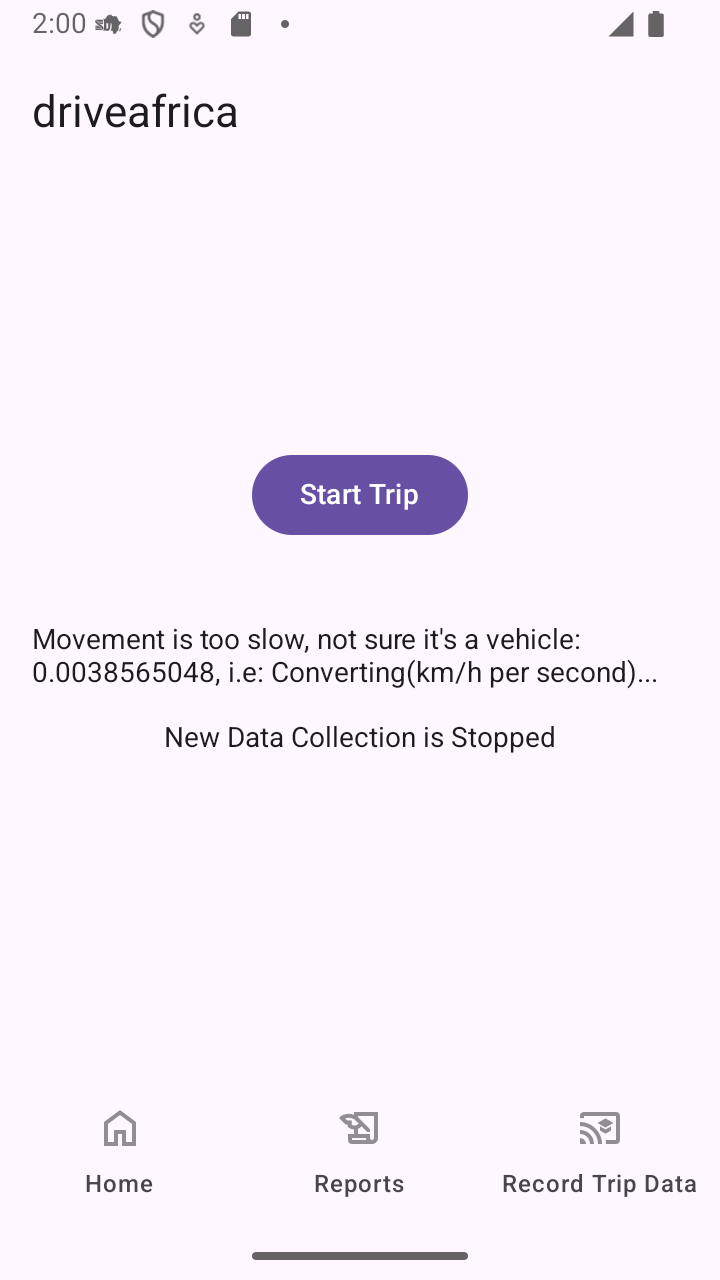 2:00
driveafrica
Start Trip
Movement is too slow, not sure it's a vehicle:
0.0038565048, i.e: Converting(km/h per second)...
New Data Collection is Stopped
Home
Reports
Record Trip Data